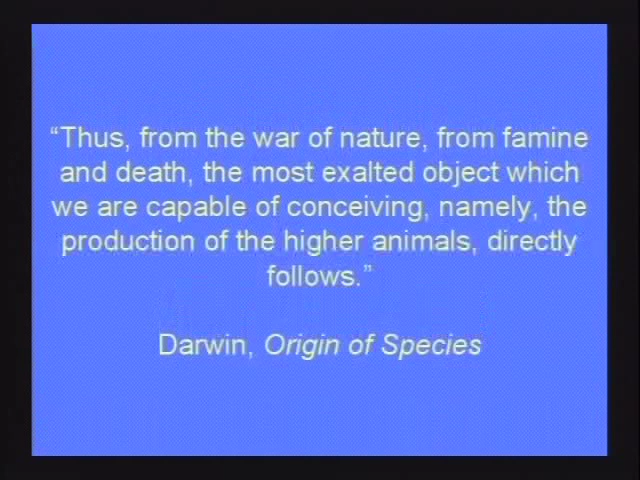 “Thus, from the war of nature, from famine
and death, the most exalted object which
we are capable of conceiving, namely, the
production of the higher animals, directly
follows.”
Darwin, Origin of Species